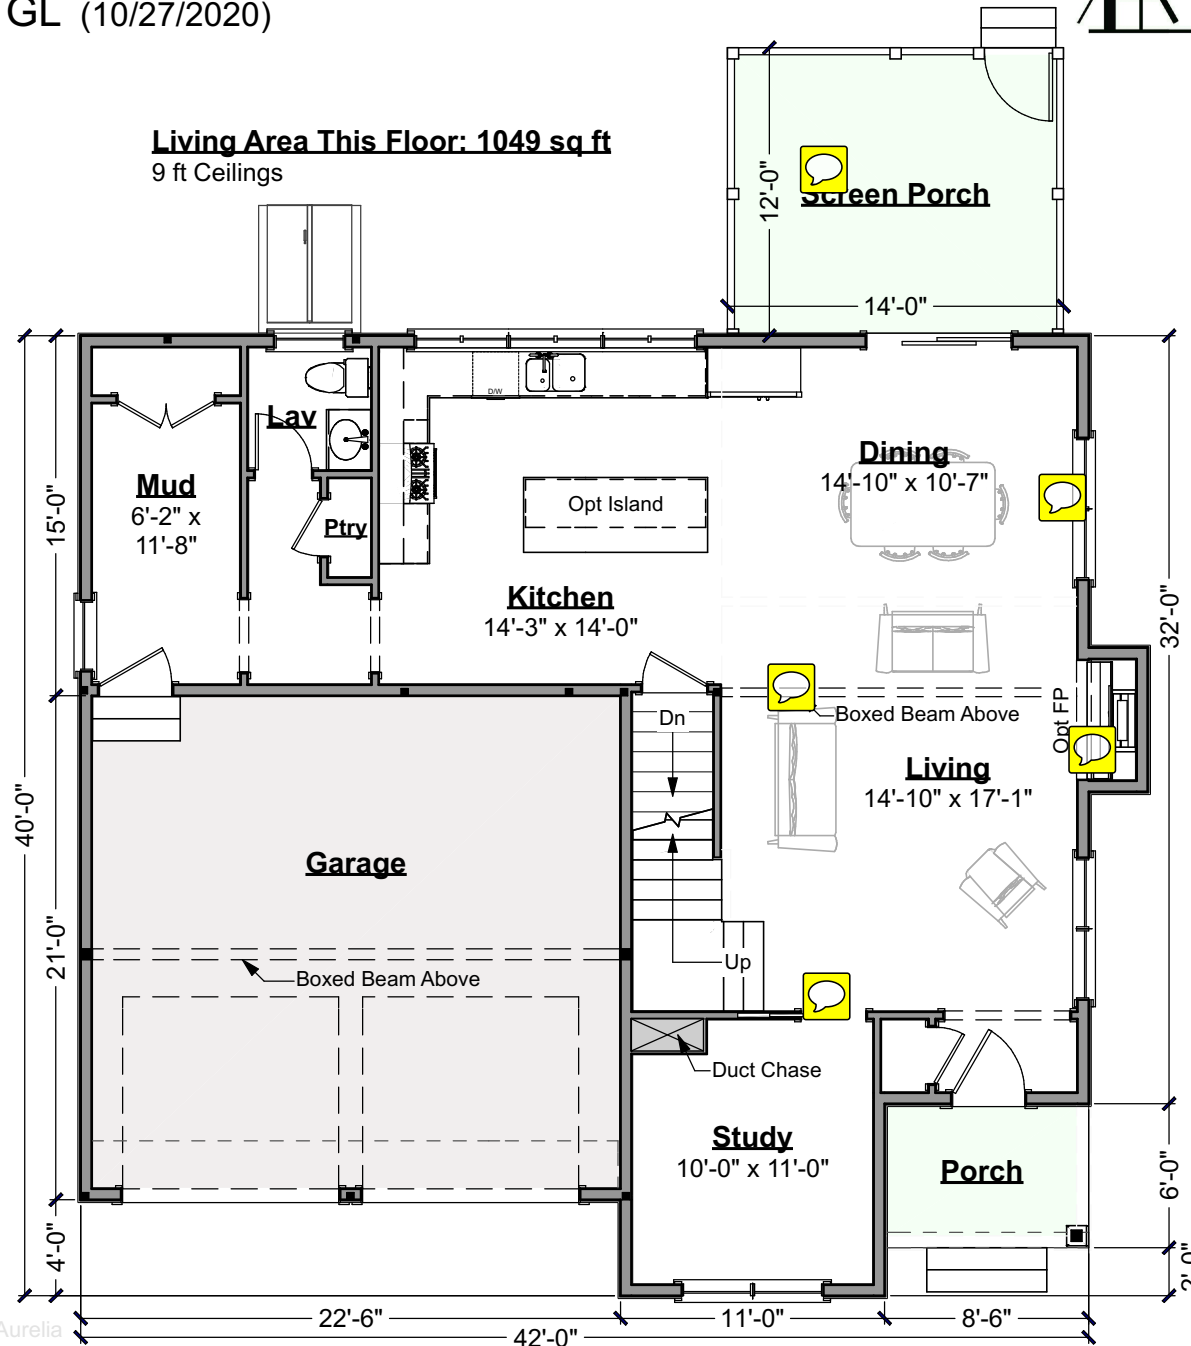 GL (10/27/2020)
Living Area This Floor: 1049 sq ft
9 ft Ceilings
12'-0"
Screen Porch
14'-0"
D/W
Lav
Dining
14'-10" x 10'-7"
Mud
6'-2" x
11'-8"
Ptry
Opt Island
15'-0"
Kitchen
14'-3" x 14'-0"
32'-0"
Dn
Boxed Beam Above
Opt FP
Living
14'-10" x 17'-1"
40'-0"
Garage
21'-0"
Boxed Beam Above
Up
Duct Chase
Study
10'-0" x 11'-0"
Porch
6'-0"
4'-0"
2'-0"
22'-6"
11'-0"
8'-6"
Aurelia
42'-0"